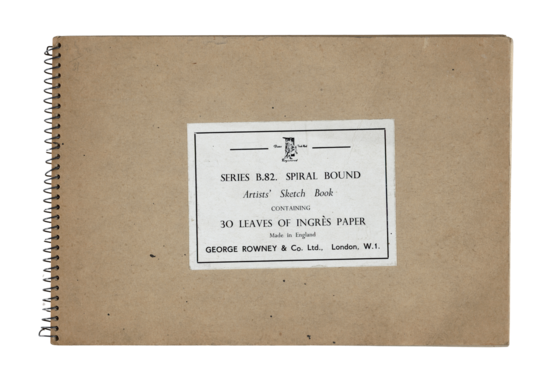 SERIES B.82. SPIRAL BOUND
Artists' Sketch Book
CONTAINING
30 LEAVES OF INGRÈS PAPER
Made in England
GEORGE ROWNEY & Co. Ltd., London, W.1.